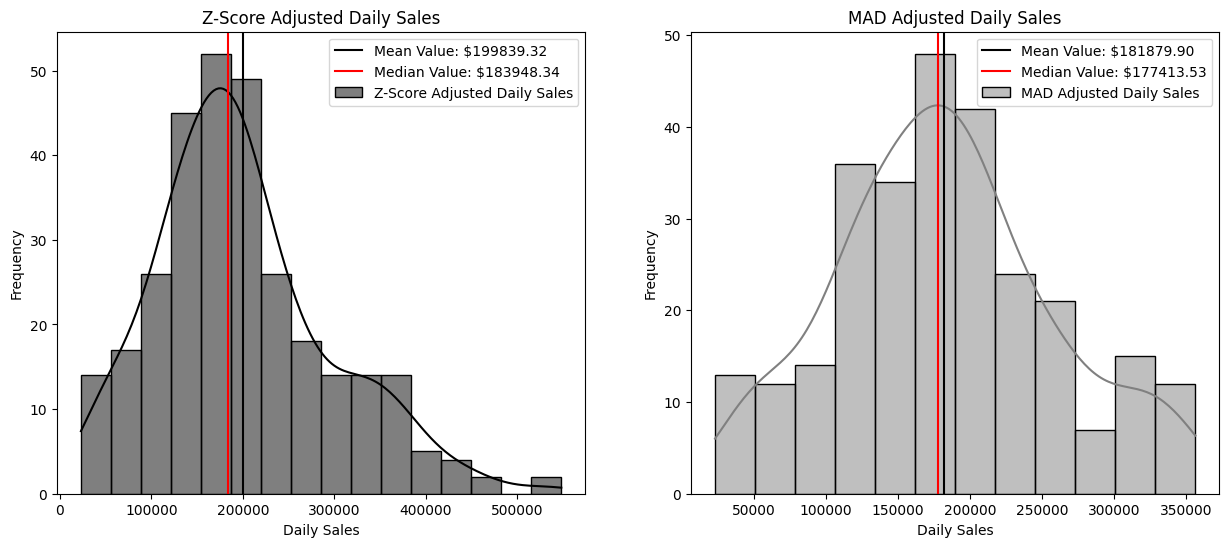 Z-Score Adjusted Daily Sales
Mean Value: $199839.32
Median Value: $183948.34
Z-Score Adjusted Daily Sales
50
40
30
20
10
0
Frequency
0 100000 200000 300000 400000 500000
Daily Sales
MAD Adjusted Daily Sales
Mean Value: $181879.90
Median Value: $177413.53
MAD Adjusted Daily Sales
50
40
30
20
10
0
Frequency
50000 100000 150000 200000 250000 300000 350000
Daily Sales